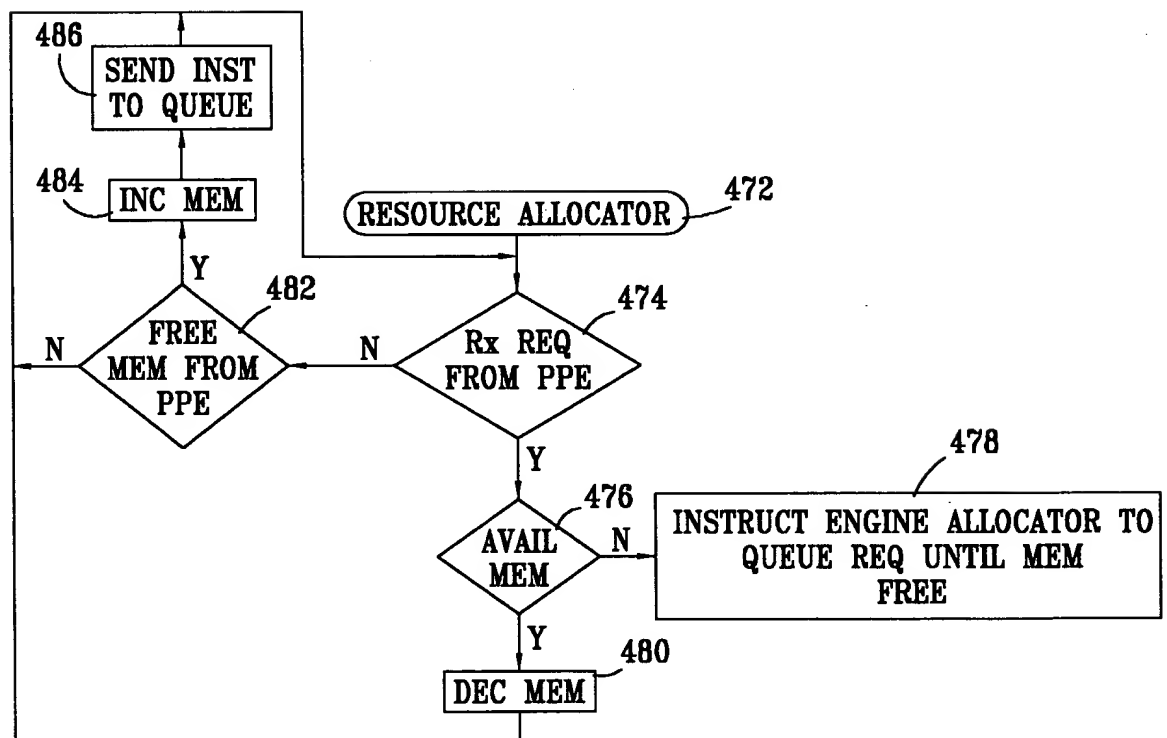 486
SEND INST
TO QUEUE
484
INC MEM
RESOURCE ALLOCATOR
472
Y
482
474
FREE
MEM FROM
PPE
N
N
Rx REQ
FROM PPE
Y
478
476
AVAIL
MEM
N
INSTRUCT ENGINE ALLOCATOR TO
QUEUE REQ UNTIL MEM
FREE
Y
480
DEC MEM